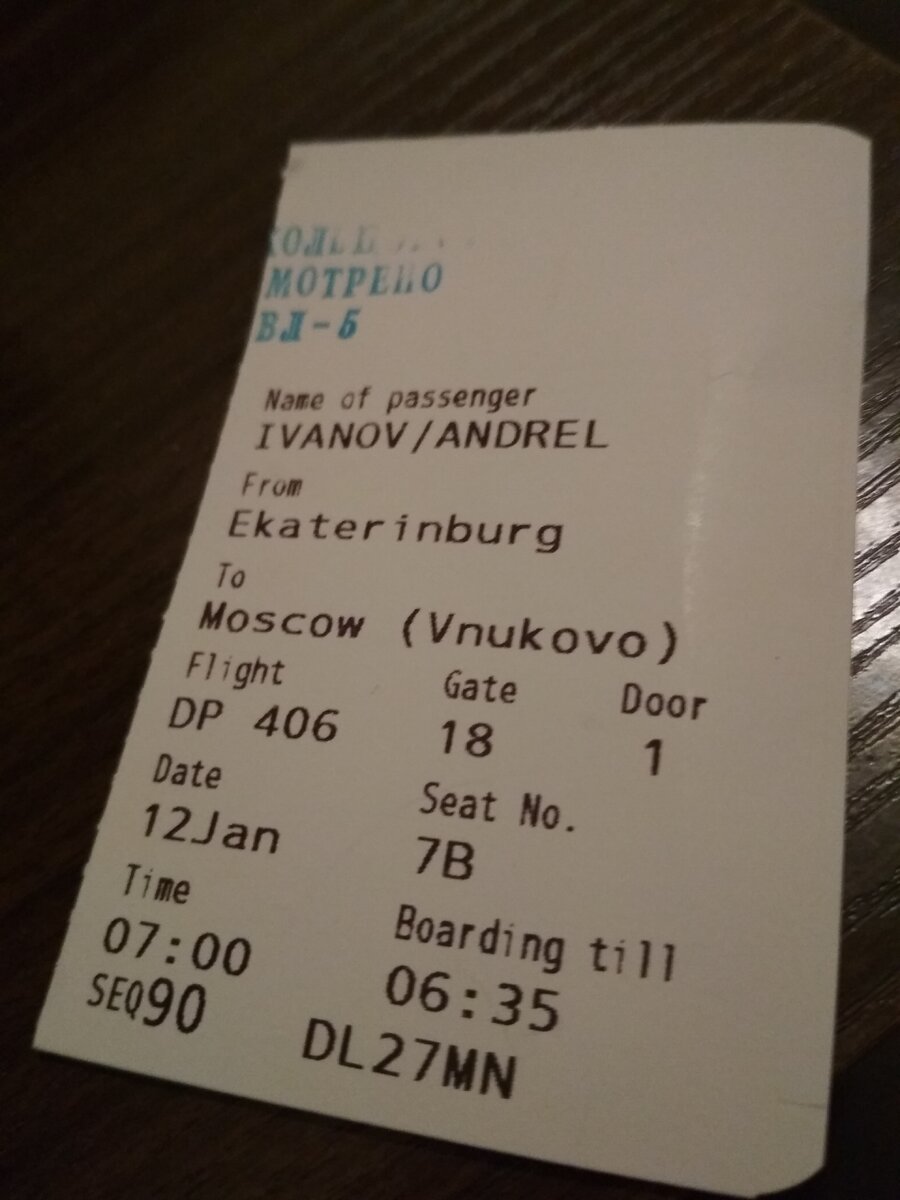 МОТРЕНО
ВЛ-5
Name of passenger
IVANOV/ANDREL
From
Ekaterinburg
To
Moscow (Vnukovo)
Flight Gate Door
DP 406 18 1
Date Seat No.
12Jan 7B
Time Boarding till
07:00 06:35
SEQ90 DL27MN